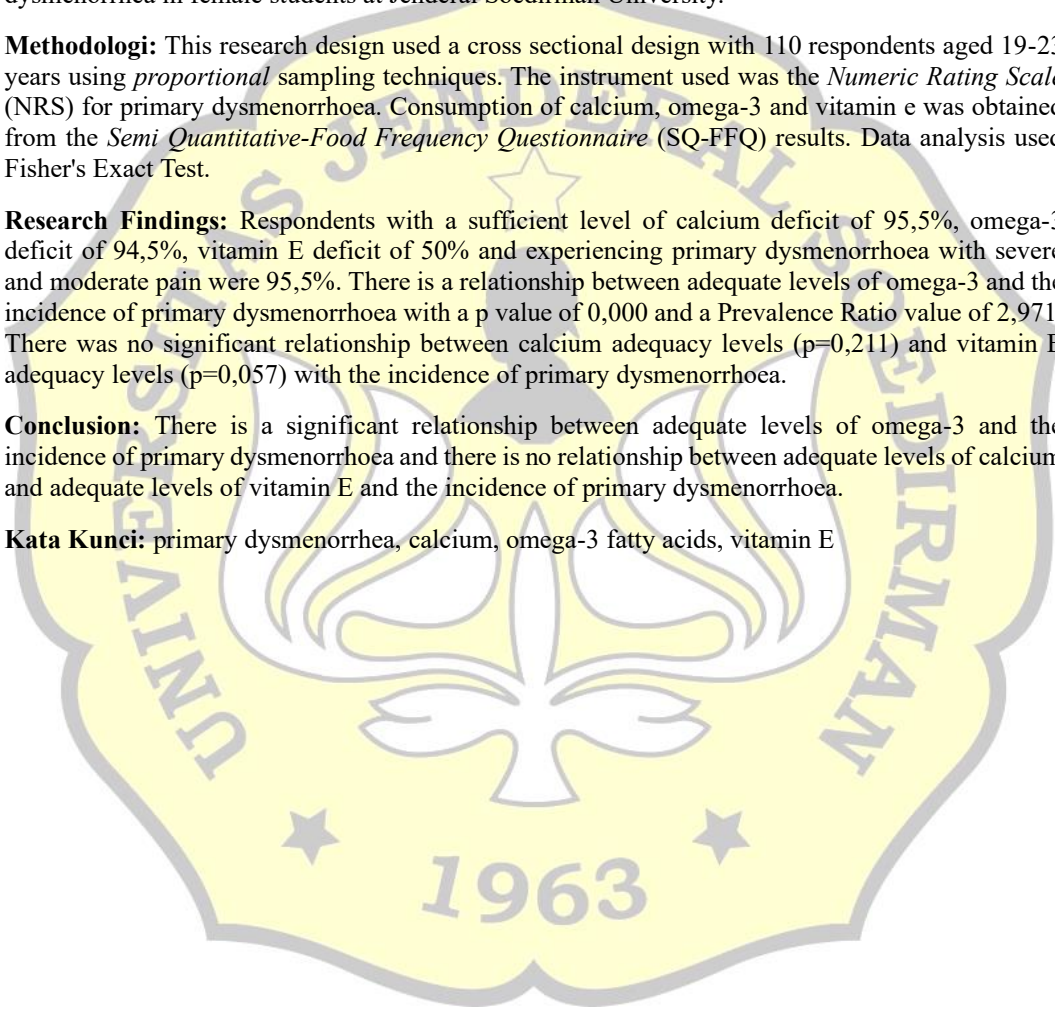 dysmenorrhea in female students at Jenderal Soedirman University.
Methodologi: This research design used a cross sectional design with 110 respondents aged 19-23
years using proportional sampling techniques. The instrument used was the Numeric Rating Scale
(NRS) for primary dysmenorrhoea. Consumption of calcium, omega-3 and vitamin e was obtained
from the Semi Quantitative-Food Frequency Questionnaire (SQ-FFQ) results. Data analysis used
Fisher's Exact Test.
Research Findings: Respondents with a sufficient level of calcium deficit of 95,5%, omega-3
deficit of 94,5%, vitamin E deficit of 50% and experiencing primary dysmenorrhoea with severe
and moderate pain were 95,5%. There is a relationship between adequate levels of omega-3 and the
incidence of primary dysmenorrhoea with a p value of 0,000 and a Prevalence Ratio value of 2,971
There was no significant relationship between calcium adequacy levels (p=0,211) and vitamin E
adequacy levels (p=0,057) with the incidence of primary dysmenorrhoea.
Conclusion: There is a significant relationship between adequate levels of omega-3 and the
incidence of primary dysmenorrhoea and there is no relationship between adequate levels of calcium
and adequate levels of vitamin E and the incidence of primary dysmenorrhoea.
Kata Kunci: primary dysmenorrhea, calcium, omega-3 fatty acids, vitamin E
UNIVERSITAS JENDERAL SOEDIRMAN
1963